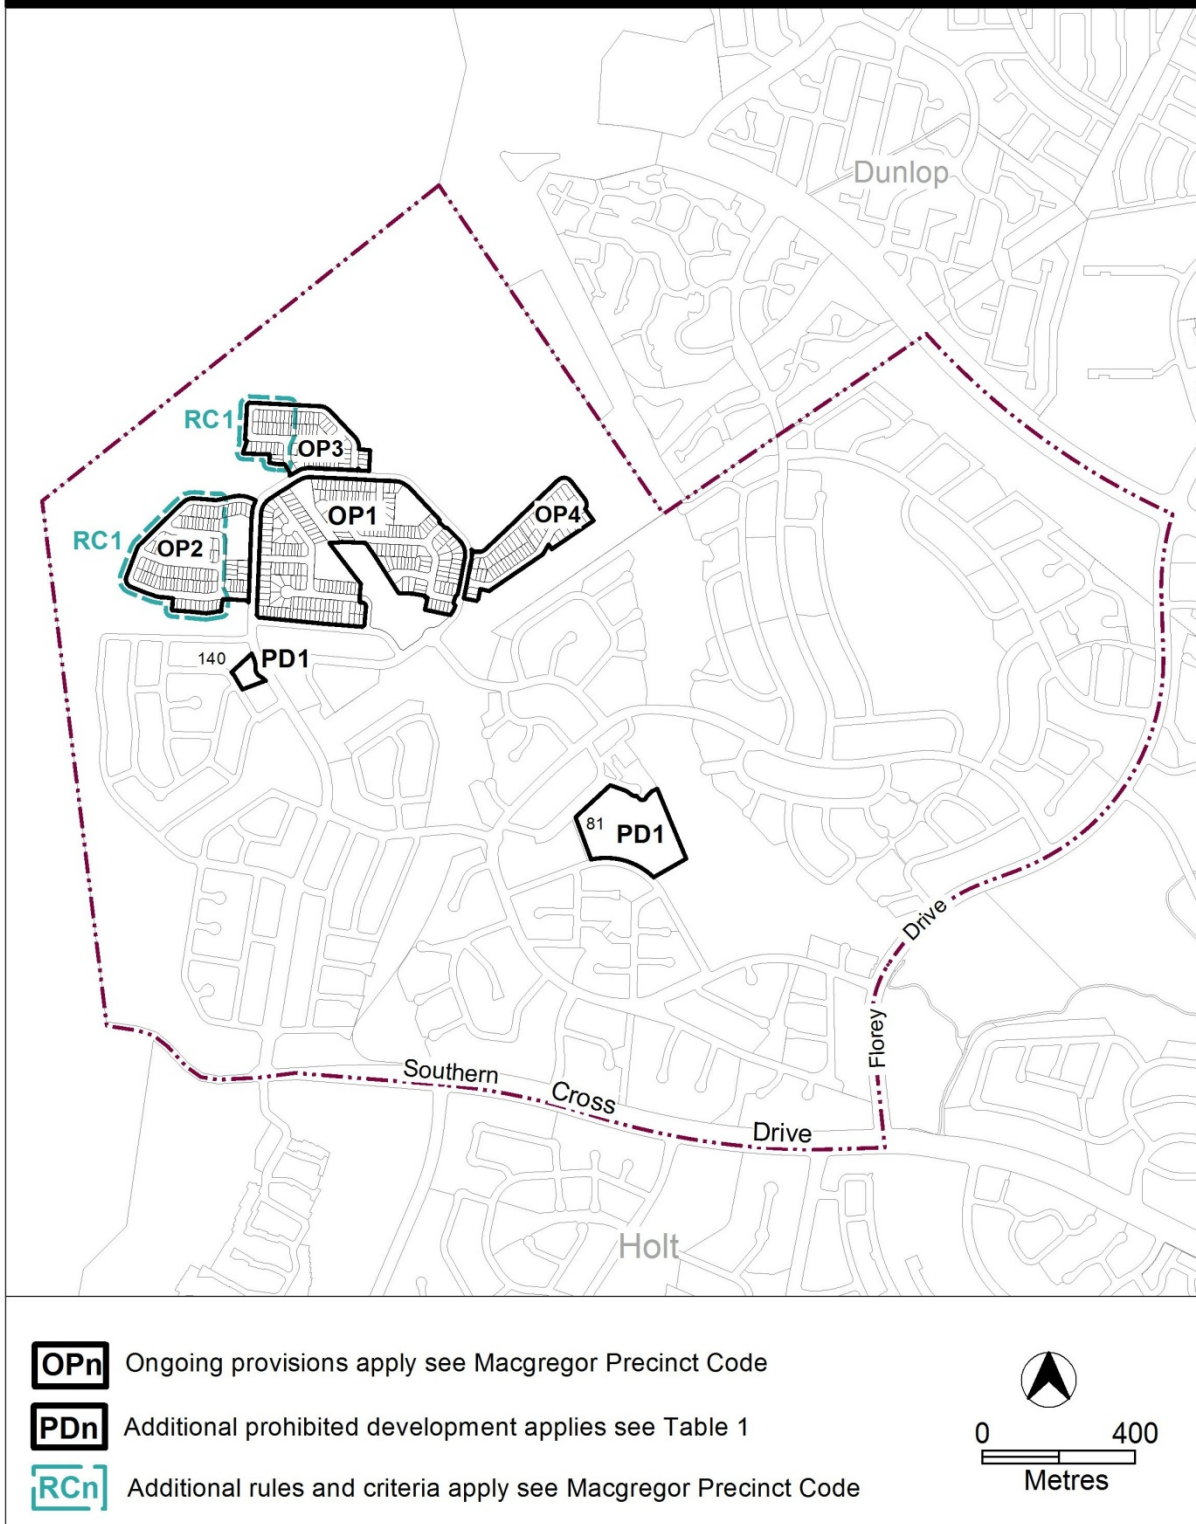 Dunlop
RC1
OP3
OP1
OP4
RC1
OP2
140
PD1
81
PD1
Drive
Florey
Southern
Cross
Drive
Holt
OPn Ongoing provisions apply see Macgregor Precinct Code
PDn Additional prohibited development applies see Table 1
RCn Additional rules and criteria apply see Macgregor Precinct Code
0 400
Metres